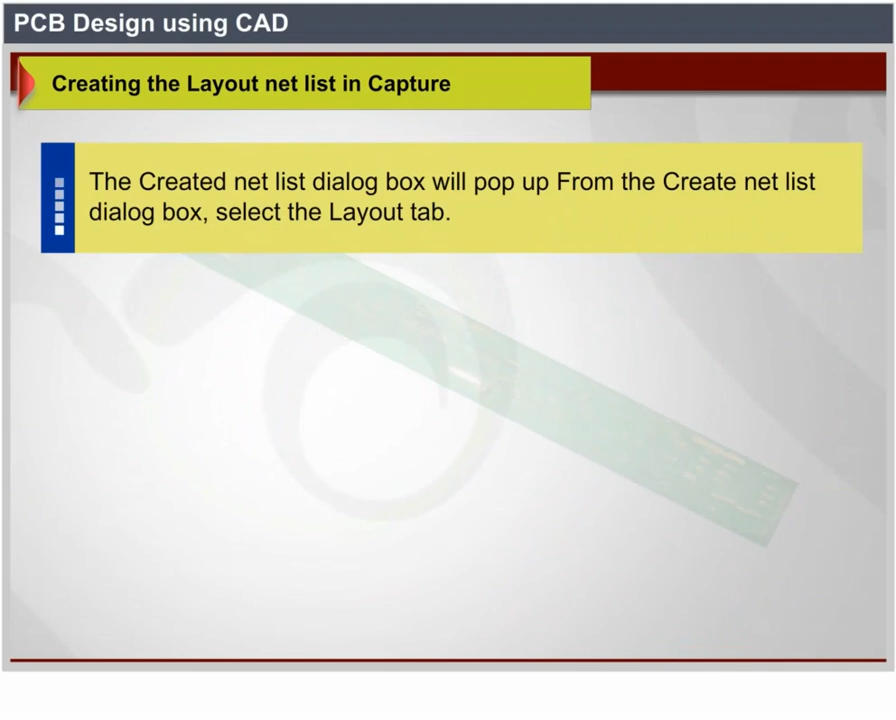 PCB Design using CAD
Creating the Layout net list in Capture
The Created net list dialog box will pop up From the Create net list
dialog box, select the Layout tab.